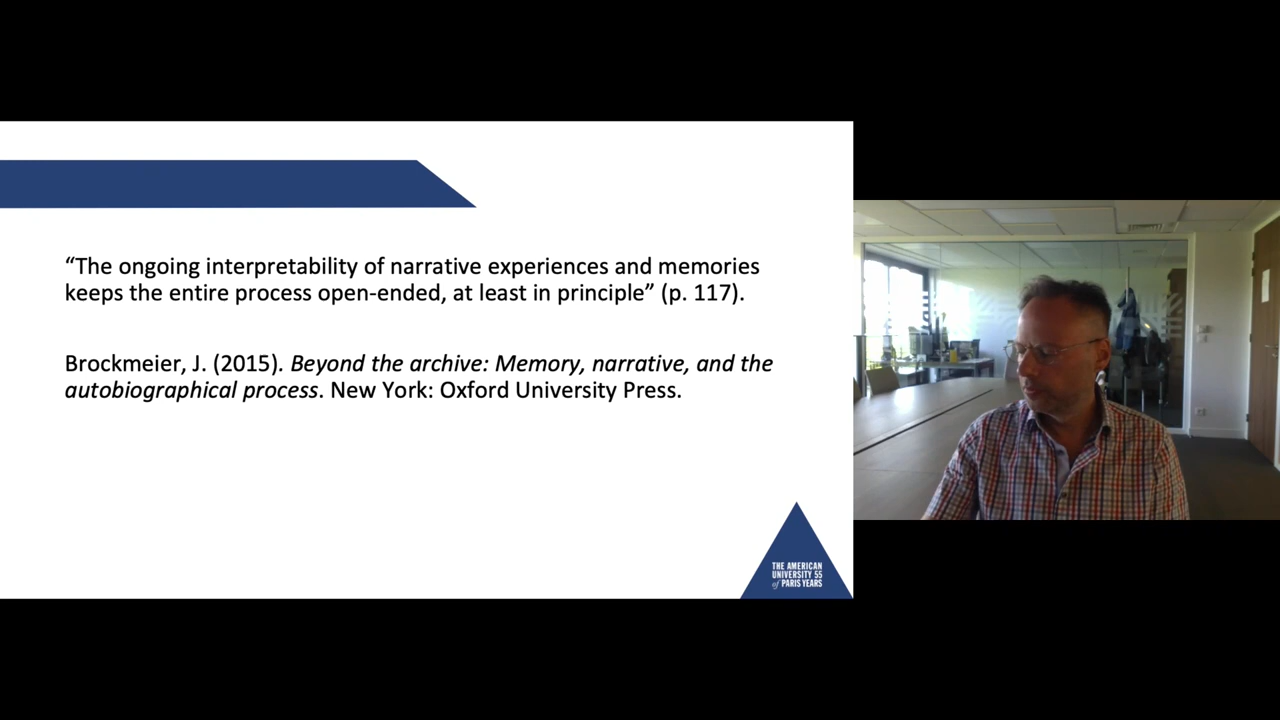 “The ongoing interpretability of narrative experiences and memories
keeps the entire process open-ended, at least in principle” (p. 117).
Brockmeier, J. (2015). Beyond the archive: Memory, narrative, and the
autobiographical process. New York: Oxford University Press.
THE AMERICAN
UNIVERSITY 55
of PARIS YEARS